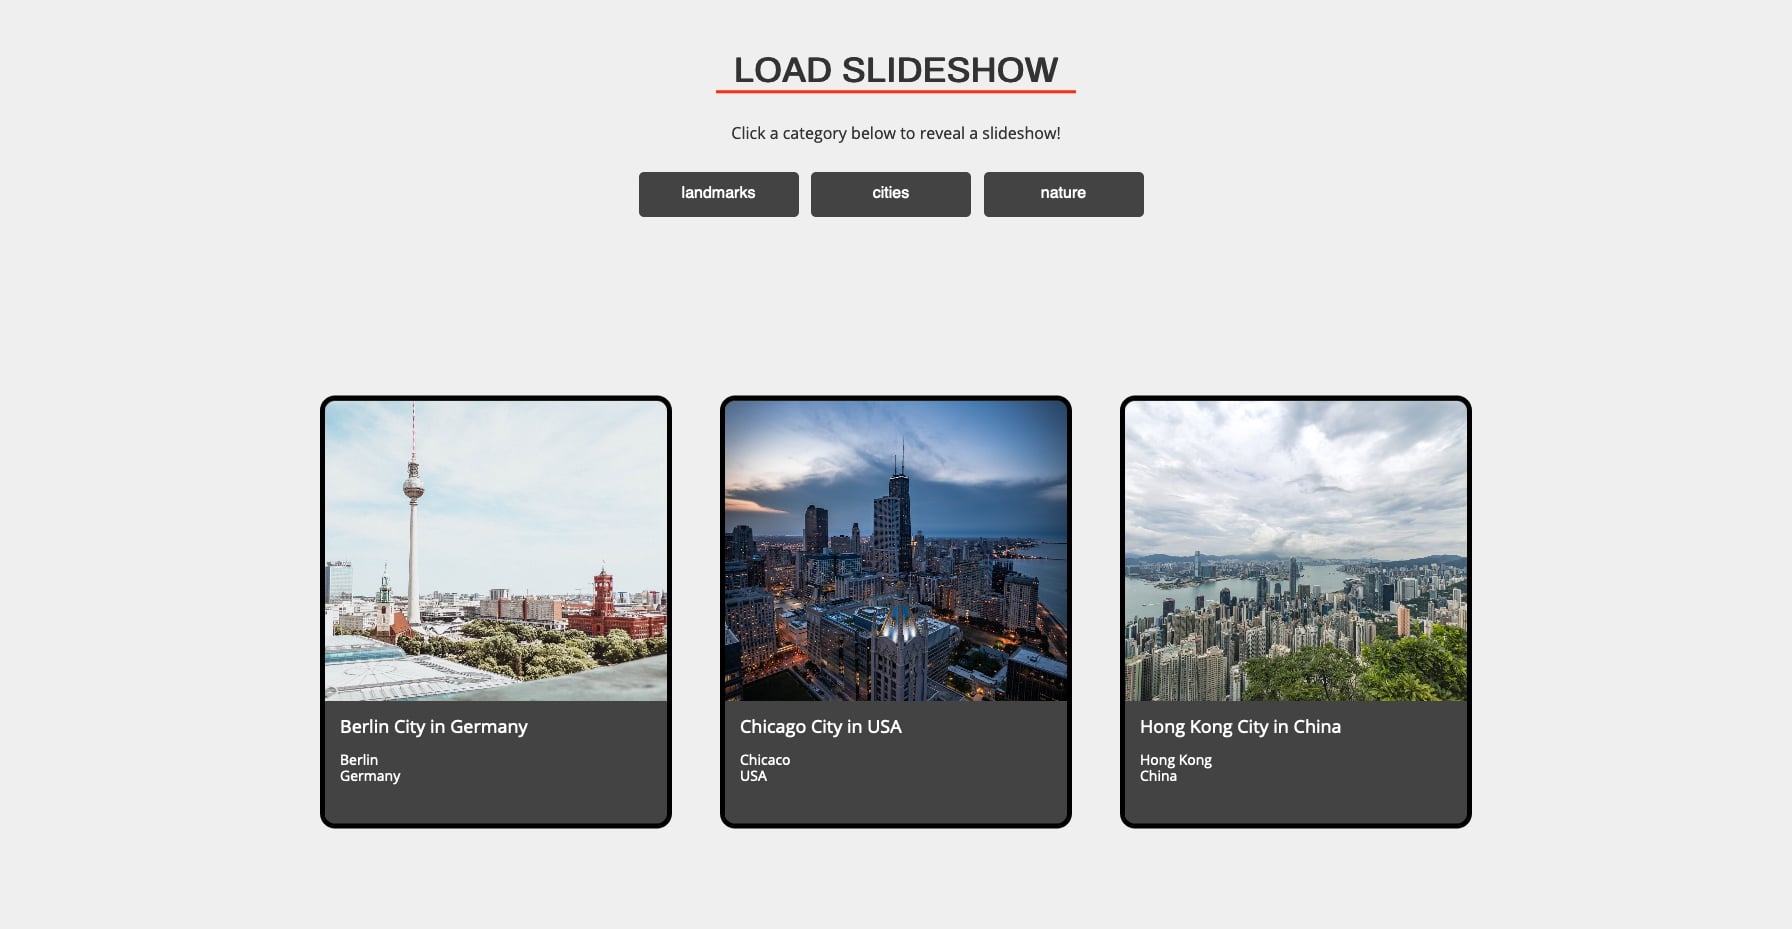 LOAD SLIDESHOW
Click a category below to reveal a slideshow!
landmarks
cities
nature
Berlin City in Germany
Berlin
Germany
Chicago City in USA
Chicaco
USA
Hong Kong City in China
Hong Kong
China